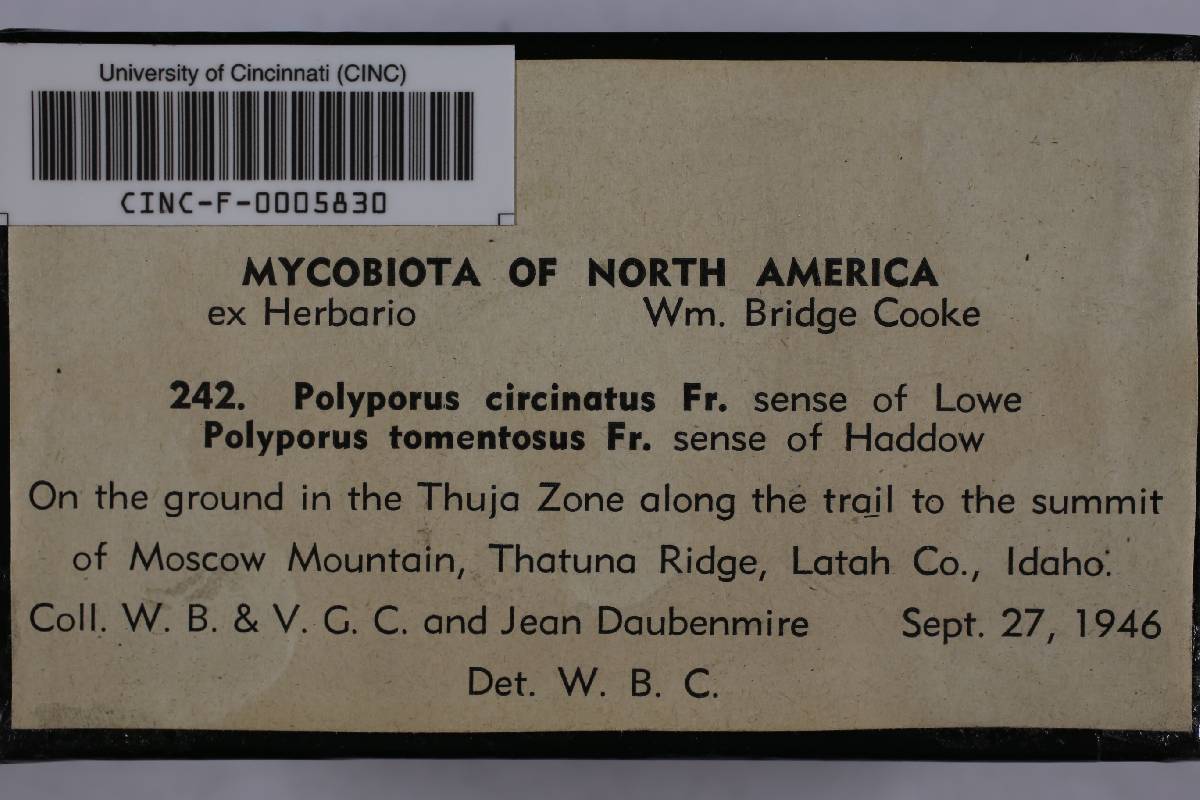 University of Cincinnati (CINC)
CINC-F-0005830
MYCOBIOTA OF NORTH AMERICA
ex Herbario Wm. Bridge Cooke
242. Polyporus circinatus Fr. sense of Lowe
Polyporus tomentosus Fr. sense of Haddow
On the ground in the Thuja Zone along the trail to the summit
of Moscow Mountain, Thatuna Ridge, Latah Co., Idaho.
Coll. W. B. & V. G. C. and Jean Daubenmire Sept. 27, 1946
Det. W. B. C.